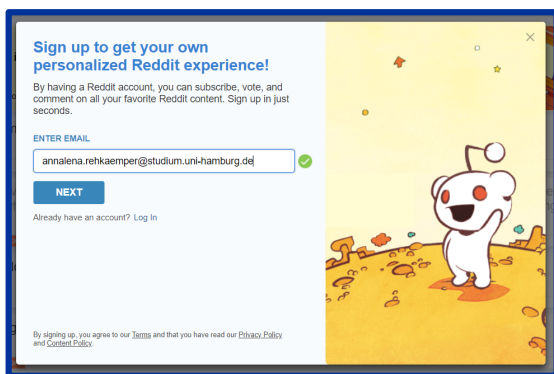 Sign up to get your own
personalized Reddit experience!
By having a Reddit account, you can subscribe, vote, and
comment on all your favorite Reddit content. Sign up in just
seconds.
ENTER EMAIL
annalena.rehkaemper@studium.uni-hamburg.de
NEXT
Already have an account? Log In
By signing up, you agree to our Terms and that you have read our Privacy Policy
and Content Policy.